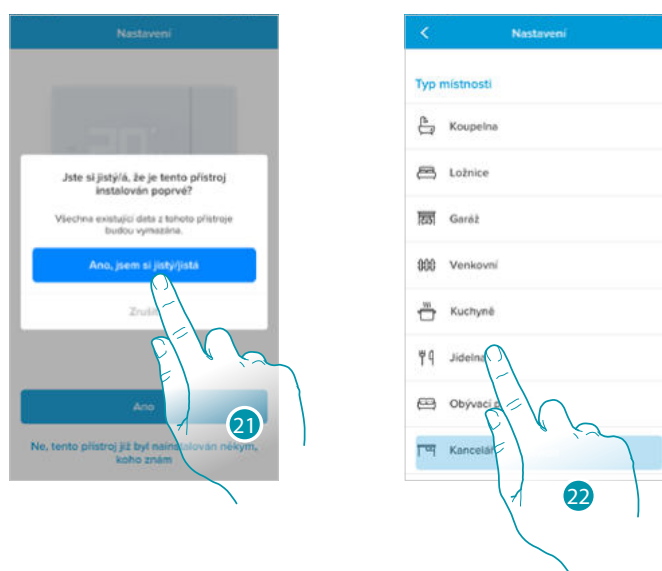 Nastavení
Jste si jistý/á, že je tento přístroj
instalován poprvé?
Všechna existující data z tohoto přístroje
budou vymazána.
Ano, jsem si jistý/jistá
Ano
21
Ne, tento přístroj již byl nainstalován někým,
koho znám
Nastavení
Typ místnosti
Koupelna
Ložnice
Garáž
Venkovní
Kuchyně
Jídelna
Obývací
Kancelář
22